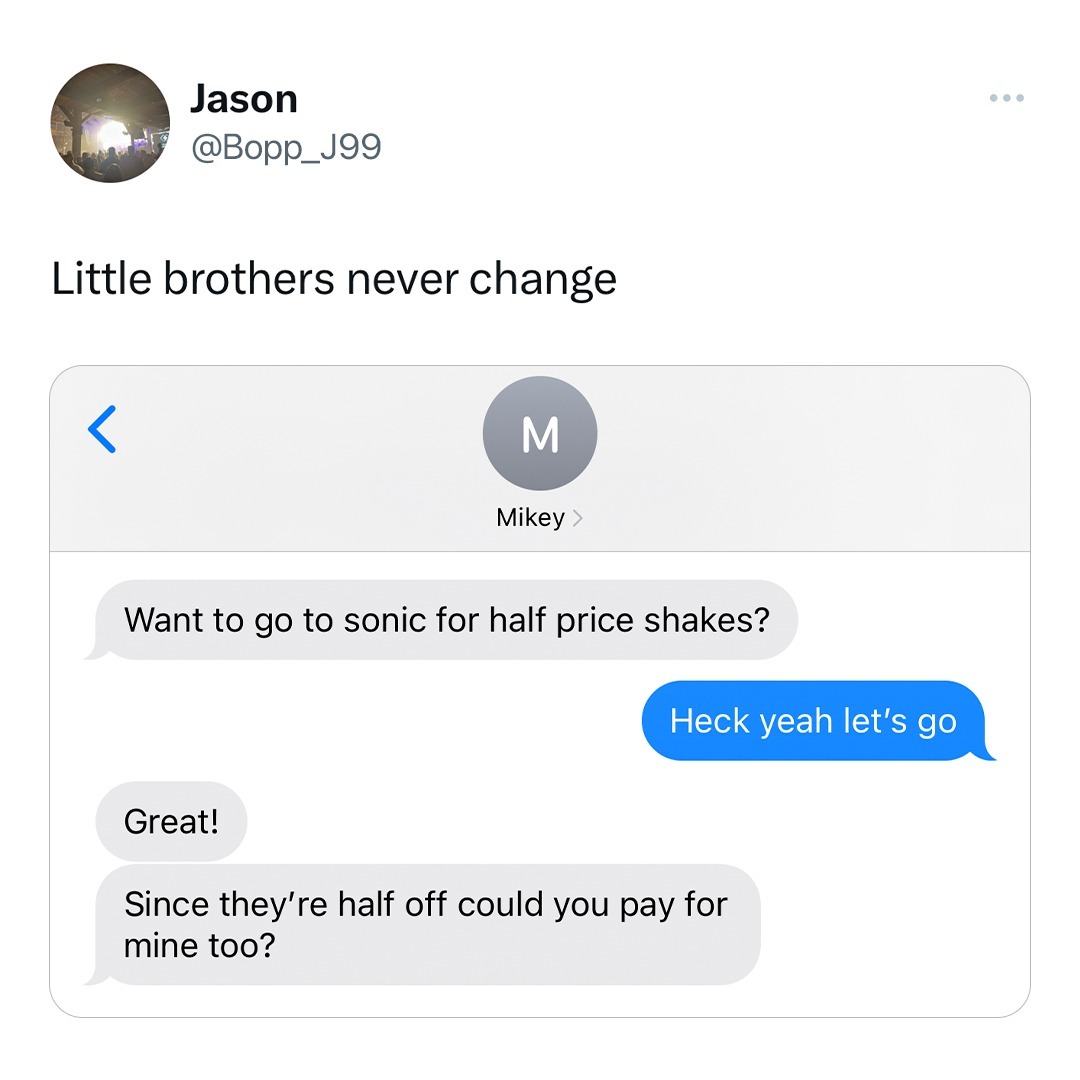 Jason
@Bopp_J99
Little brothers never change
M
Mikey
Want to go to sonic for half price shakes?
Heck yeah let’s go
Great!
Since they’re half off could you pay for
mine too?